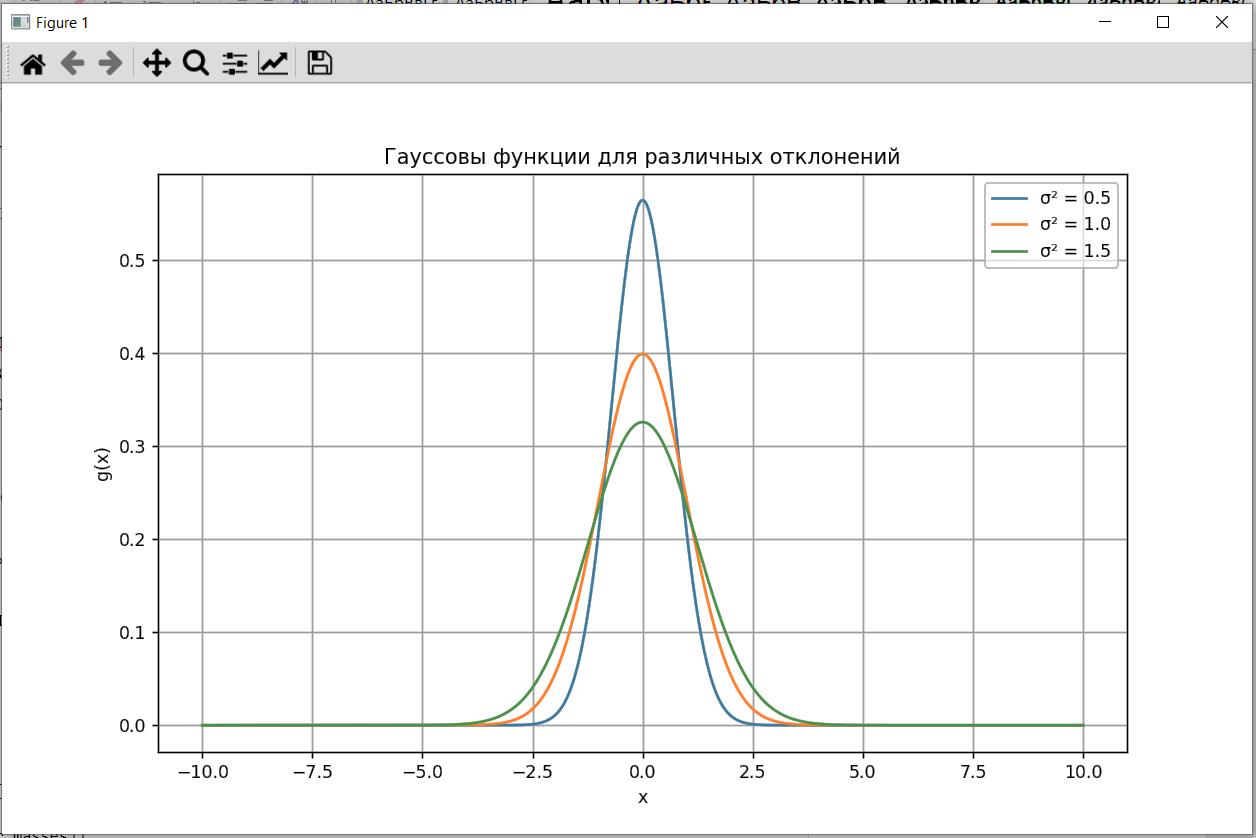 Figure 1
Гауссовы функции для различных отклонений
σ² = 0.5
σ² = 1.0
σ² = 1.5
0.5
0.4
0.3
0.2
0.1
0.0
g(x)
−10.0 −7.5 −5.0 −2.5 0.0 2.5 5.0 7.5 10.0
x